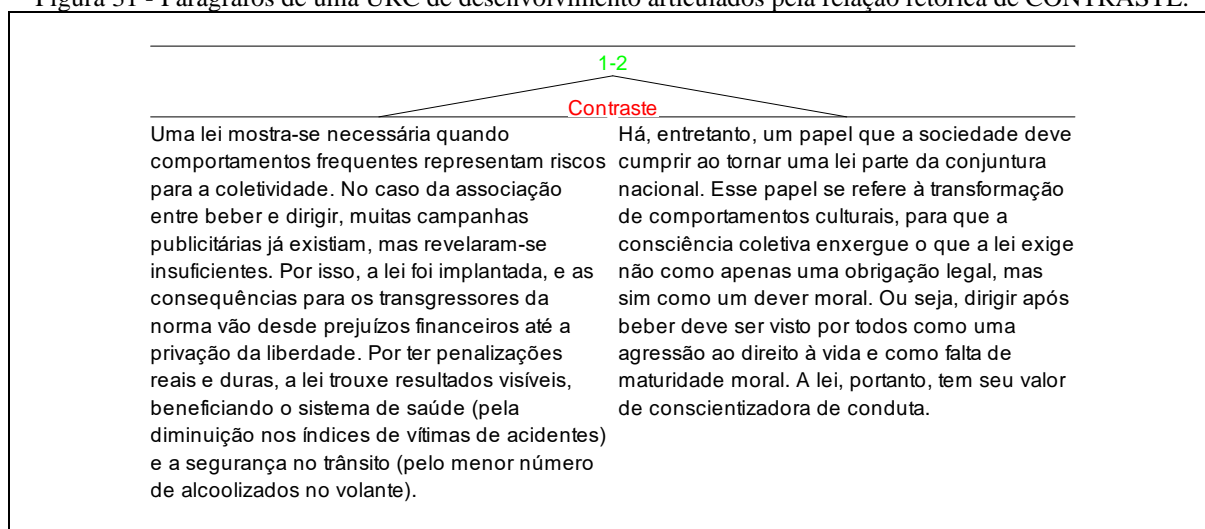 Figura 31 - Parágrafos de uma URC de desenvolvimento articulados pela relação retórica de CONTRASTE.
1-2
Contraste
Uma lei mostra-se necessária quando
comportamentos frequentes representam riscos
para a coletividade. No caso da associação
entre beber e dirigir, muitas campanhas
publicitárias já existiam, mas revelaram-se
insuficientes. Por isso, a lei foi implantada, e as
consequências para os transgressores da
norma vão desde prejuízos financeiros até a
privação da liberdade. Por ter penalizações
reais e duras, a lei trouxe resultados visíveis,
beneficiando o sistema de saúde (pela
diminuição nos índices de vítimas de acidentes)
e a segurança no trânsito (pelo menor número
de alcoolizados no volante).
Há, entretanto, um papel que a sociedade deve
cumprir ao tornar uma lei parte da conjuntura
nacional. Esse papel se refere à transformação
de comportamentos culturais, para que a
consciência coletiva enxergue o que a lei exige
não como apenas uma obrigação legal, mas
sim como um dever moral. Ou seja, dirigir após
beber deve ser visto por todos como uma
agressão ao direito à vida e como falta de
maturidade moral. A lei, portanto, tem seu valor
de conscientizadora de conduta.